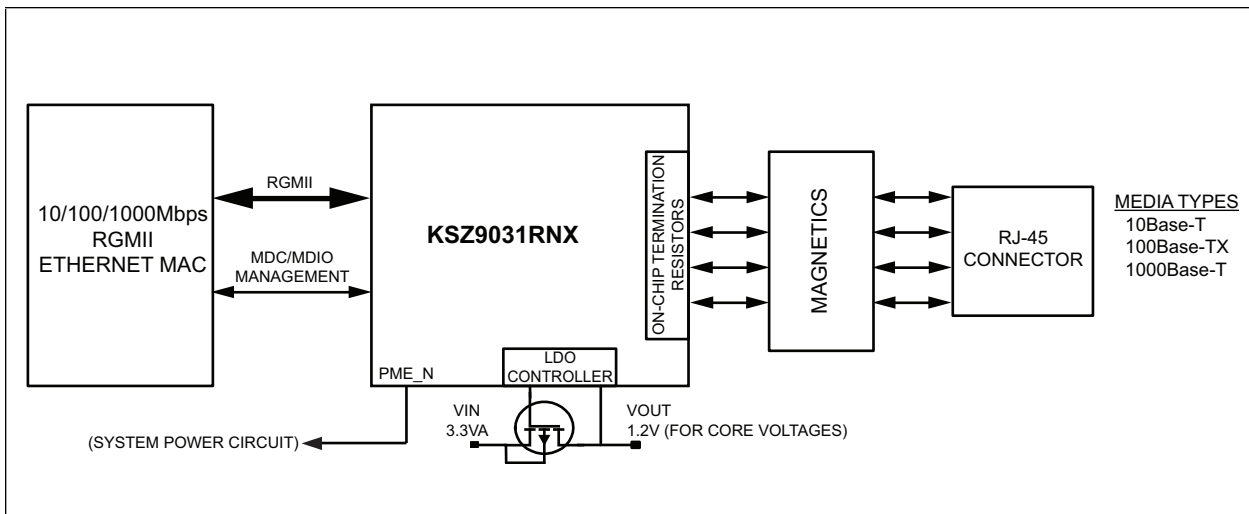 10/100/1000Mbps
RGMII
ETHERNET MAC
RGMII
MDC/MDIO
MANAGEMENT
KSZ9031RNX
PME_N
LDO
CONTROLLER
ON-CHIP TERMINATION
RESISTORS
MAGNETICS
RJ-45
CONNECTOR
MEDIA TYPES
10Base-T
100Base-TX
1000Base-T
(SYSTEM POWER CIRCUIT)
VIN
3.3VA
VOUT
1.2V (FOR CORE VOLTAGES)